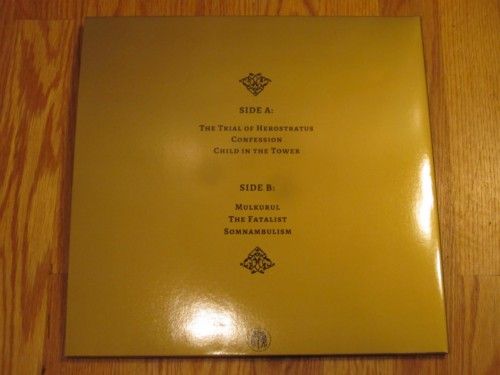 SIDE A:
THE TRIAL OF HEROSTRATUS
CONFESSION
CHILD IN THE TOWER
SIDE B:
MULKURUL
THE FATALIST
SOMNAMBULISM